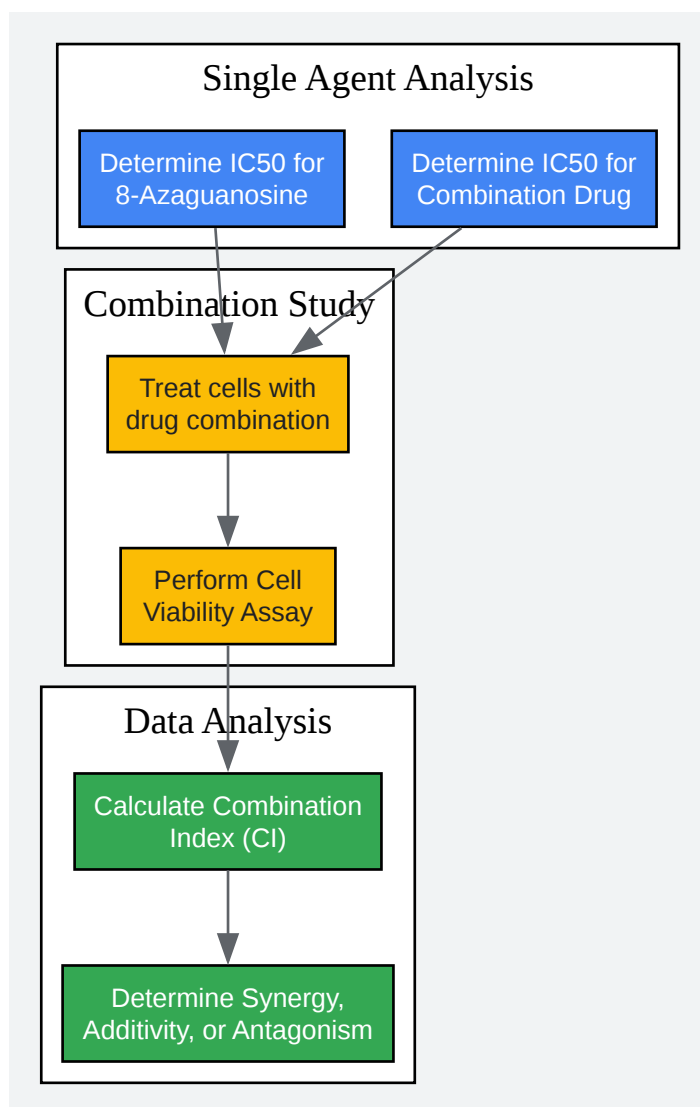 Single Agent Analysis
Determine IC50 for
8-Azaguanosine
Determine IC50 for
Combination Drug
Combination Study
Treat cells with
drug combination
Perform Cell
Viability Assay
Data Analysis
Calculate Combination
Index (CI)
Determine Synergy,
Additivity, or Antagonism